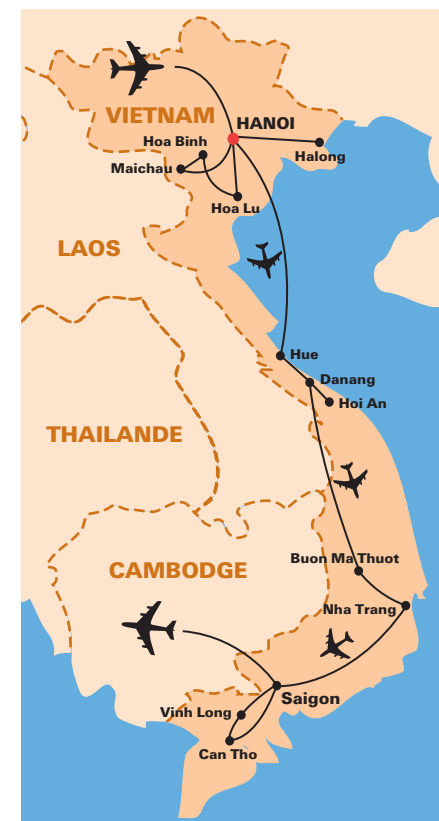 VIETNAM
HANOI
Hoa Binh
Halong
Maichau
Hoa Lu
LAOS
Hue
Danang
Hoi An
THAILANDE
Buon Ma Thuot
CAMBODGE
Nha Trang
Saigon
Vinh Long
Can Tho